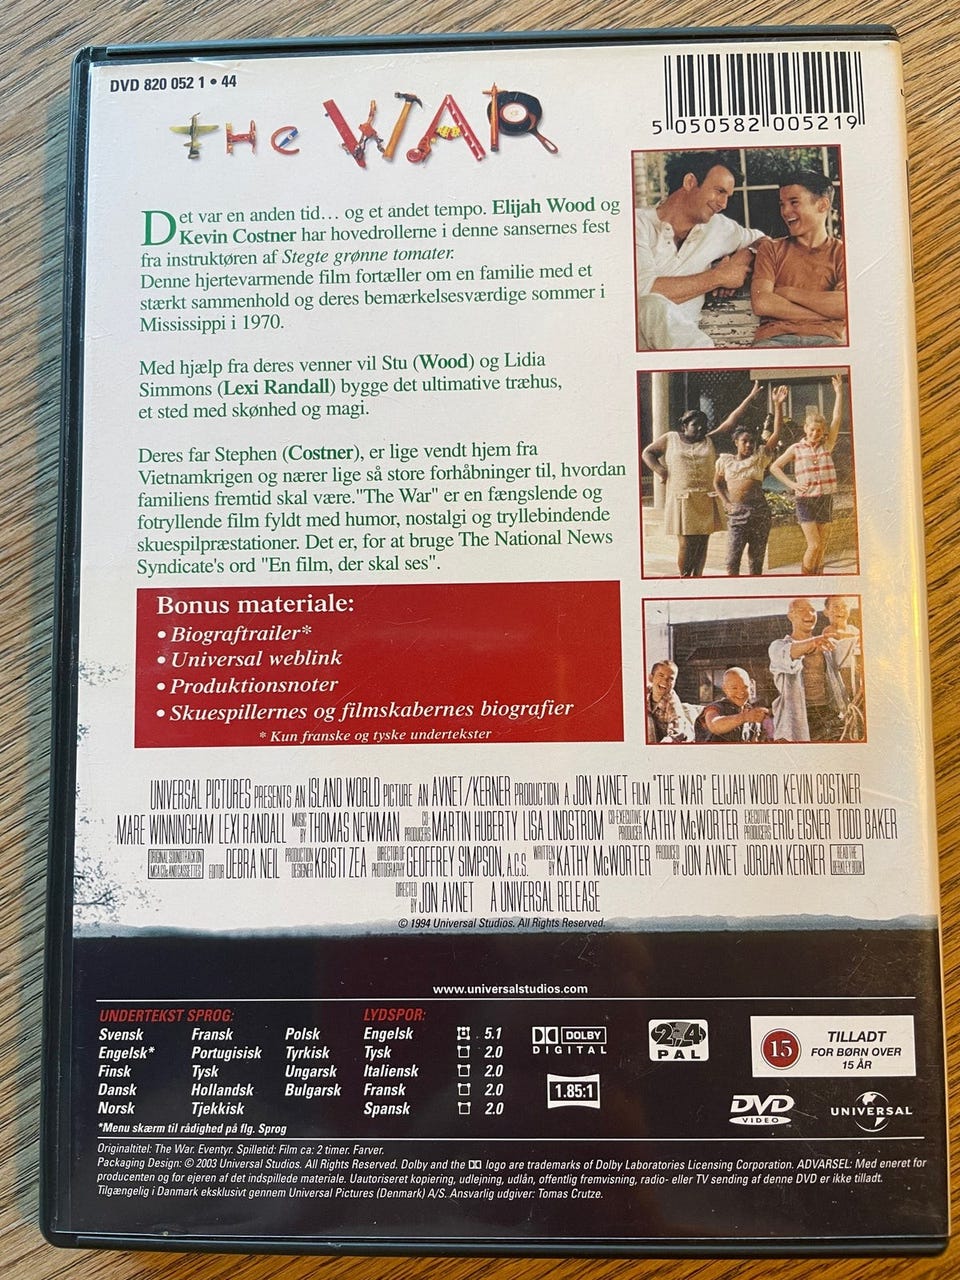 DVD 820 052 1 • 44
THE WAR
5 050582 005219
Det var en anden tid... og et andet tempo. Elijah Wood og
Kevin Costner har hovedrollerne i denne sansernes fest
fra instruktøren af Stegte grønne tomater.
Denne hjertevarmende film fortæller om en familie med et
stærkt sammenhold og deres bemærkelsesværdige sommer i
Mississippi i 1970.
Med hjælp fra deres venner vil Stu (Wood) og Lidia
Simmons (Lexi Randall) bygge det ultimative træhus,
et sted med skønhed og magi.
Deres far Stephen (Costner), er lige vendt hjem fra
Vietnamkrigen og nærer lige så store forhåbninger til, hvordan
familiens fremtid skal være."The War" er en fængslende og
fotryllende film fyldt med humor, nostalgi og tryllebindende
skuespilpræstationer. Det er, for at bruge The National News
Syndicate's ord "En film, der skal ses".
Bonus materiale:
• Biograftrailer*
• Universal weblink
• Produktionsnoter
• Skuespillernes og filmskabernes biografier
* Kun franske og tyske undertekster
UNIVERSAL PICTURES PRESENTS AN ISLAND WORLD PICTURE AN AVNET/KERNER PRODUCTION A JON AVNET FILM "THE WAR" ELIJAH WOOD KEVIN COSTNER
MARE WINNINGHAM LEXI RANDALL MUSIC BY THOMAS NEWMAN CO-PRODUCERS MARTIN HUBERTY LISA LINDSTROM CO-EXECUTIVE PRODUCER KATHY McWORTER EXECUTIVE PRODUCERS ERIC EISNER TODD BAKER
ORIGINAL SOUNDTRACK ON MCA CDs AND CASSETTES EDITOR DEBRA NEIL PRODUCTION DESIGNER KRISTI ZEA DIRECTOR OF PHOTOGRAPHY GEOFFREY SIMPSON, A.C.S. WRITTEN BY KATHY McWORTER PRODUCED BY JON AVNET JORDAN KERNER READ THE BERKLEY BOOK
DIRECTED BY JON AVNET A UNIVERSAL RELEASE
© 1994 Universal Studios. All Rights Reserved.
www.universalstudios.com
UNDERTEKST SPROG: LYDSPOR:
Svensk Fransk Polsk Engelsk 5.1
Engelsk* Portugisisk Tyrkisk Tysk 2.0
Finsk Tysk Ungarsk Italiensk 2.0
Dansk Hollandsk Bulgarsk Fransk 2.0
Norsk Tjekkisk Spansk 2.0
*Menu skærm til rådighed på flg. Sprog
DOLBY
DIGITAL
1.85:1
2 4
PAL
15
TILLADT
FOR BØRN OVER
15 ÅR
DVD
VIDEO
UNIVERSAL
Originaltitel: The War. Eventyr. Spilletid: Film ca: 2 timer. Farver.
Packaging Design: © 2003 Universal Studios. All Rights Reserved. Dolby and the DD logo are trademarks of Dolby Laboratories Licensing Corporation. ADVARSEL: Med eneret for
producenten og for ejeren af det indspillede materiale. Uautoriseret kopiering, udlejning, udlån, offentlig fremvisning, radio- eller TV sending af denne DVD er ikke tilladt.
Tilgængelig i Danmark eksklusivt gennem Universal Pictures (Denmark) A/S. Ansvarlig udgiver: Tomas Crutze.